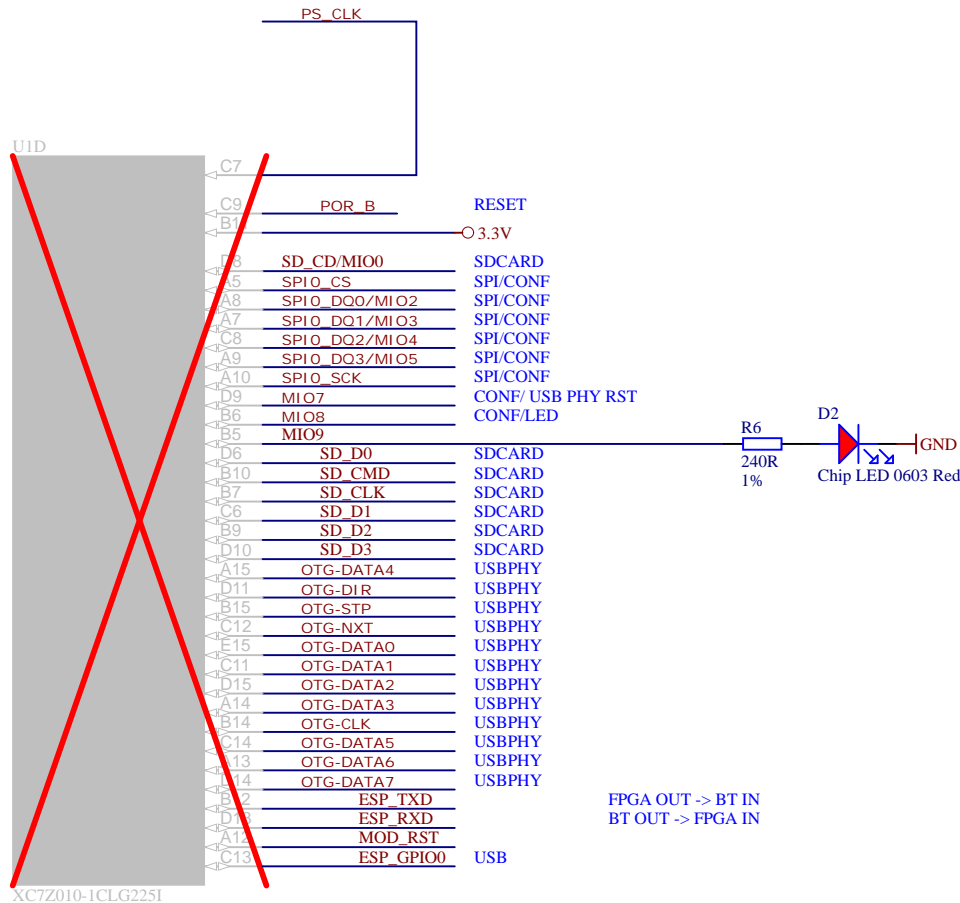 PS_CLK
U1D
C7
C9 POR_B RESET
3.3V
SD_CD/MIO0 SDCARD
A5 SPI0_CS SPI/CONF
A8 SPI0_DQ0/MIO2 SPI/CONF
A7 SPI0_DQ1/MIO3 SPI/CONF
C8 SPI0_DQ2/MIO4 SPI/CONF
A9 SPI0_DQ3/MIO5 SPI/CONF
A10 SPI0_SCK SPI/CONF
D9 MIO7 CONF/ USB PHY RST
B6 MIO8 CONF/LED
B5 MIO9
R6
240R
1%
D2
GND
Chip LED 0603 Red
D6 SD_D0 SDCARD
B10 SD_CMD SDCARD
B7 SD_CLK SDCARD
C6 SD_D1 SDCARD
B9 SD_D2 SDCARD
D10 SD_D3 SDCARD
A15 OTG-DATA4 USBPHY
D11 OTG-DIR USBPHY
B15 OTG-STP USBPHY
C12 OTG-NXT USBPHY
E15 OTG-DATA0 USBPHY
C11 OTG-DATA1 USBPHY
D15 OTG-DATA2 USBPHY
A14 OTG-DATA3 USBPHY
B14 OTG-CLK USBPHY
C14 OTG-DATA5 USBPHY
A13 OTG-DATA6 USBPHY
OTG-DATA7 USBPHY
ESP_TXD FPGA OUT -> BT IN
ESP_RXD BT OUT -> FPGA IN
A12 MOD_RST
C13 ESP_GPIO0 USB
XC7Z010-1CLG225I